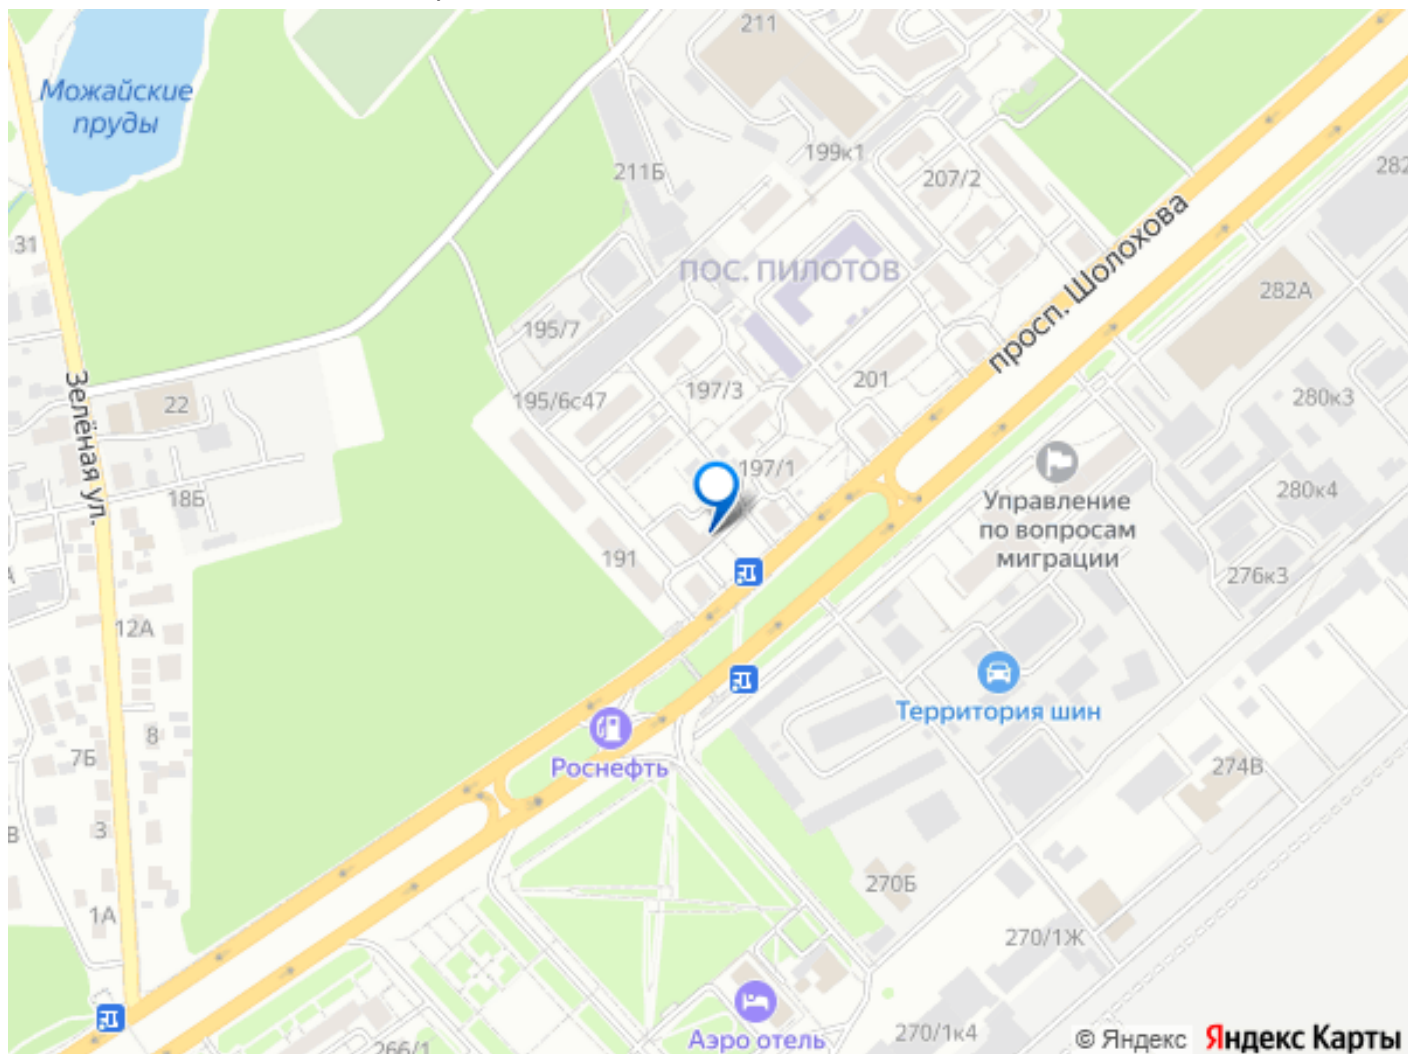 211
Можайские
пруды
199к1
282
211Б
207/2
31
ПОС. ПИЛОТОВ
просп. Шолохова
282А
195/7
201
197/3
280к3
195/6с47
22
Зелёная ул.
197/1
18Б
Управление
по вопросам
миграции
280к4
191
276к3
12А
Территория шин
8
7Б
Роснефть
274В
3
В
270Б
1А
270/1Ж
Аэро отель
270/1к4
266/1
© Яндекс Яндекс Карты